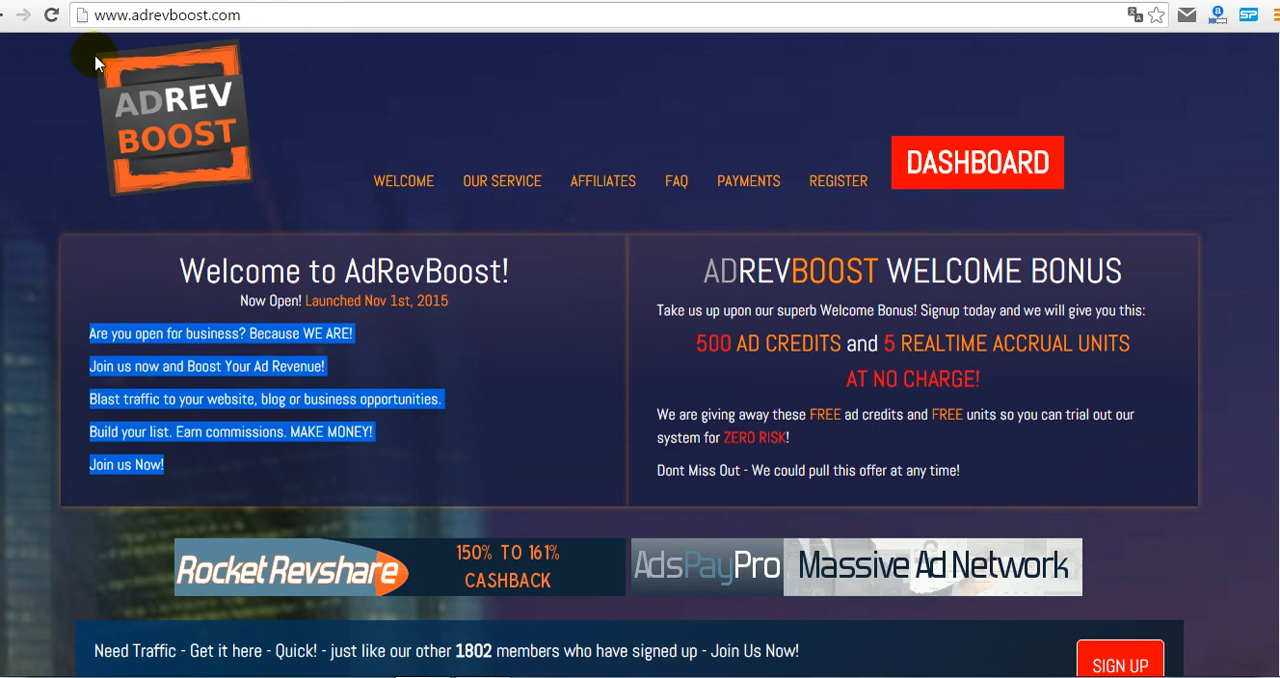 www.adrevboost.com
SP
ADREV
BOOST
WELCOME OUR SERVICE AFFILIATES FAQ PAYMENTS REGISTER DASHBOARD
Welcome to AdRevBoost!
Now Open! Launched Nov 1st, 2015
Are you open for business? Because WE ARE!
Join us now and Boost Your Ad Revenue!
Blast traffic to your website, blog or business opportunities.
Build your list. Earn commissions. MAKE MONEY!
Join us Now!
ADREVBOOST WELCOME BONUS
Take us up upon our superb Welcome Bonus! Signup today and we will give you this:
500 AD CREDITS and 5 REALTIME ACCRUAL UNITS
AT NO CHARGE!
We are giving away these FREE ad credits and FREE units so you can trial out our
system for ZERO RISK!
Dont Miss Out - We could pull this offer at any time!
Rocket Revshare
150% TO 161%
CASHBACK
AdsPayPro Massive Ad Network
Need Traffic - Get it here - Quick! - just like our other 1802 members who have signed up - Join Us Now!
SIGN UP